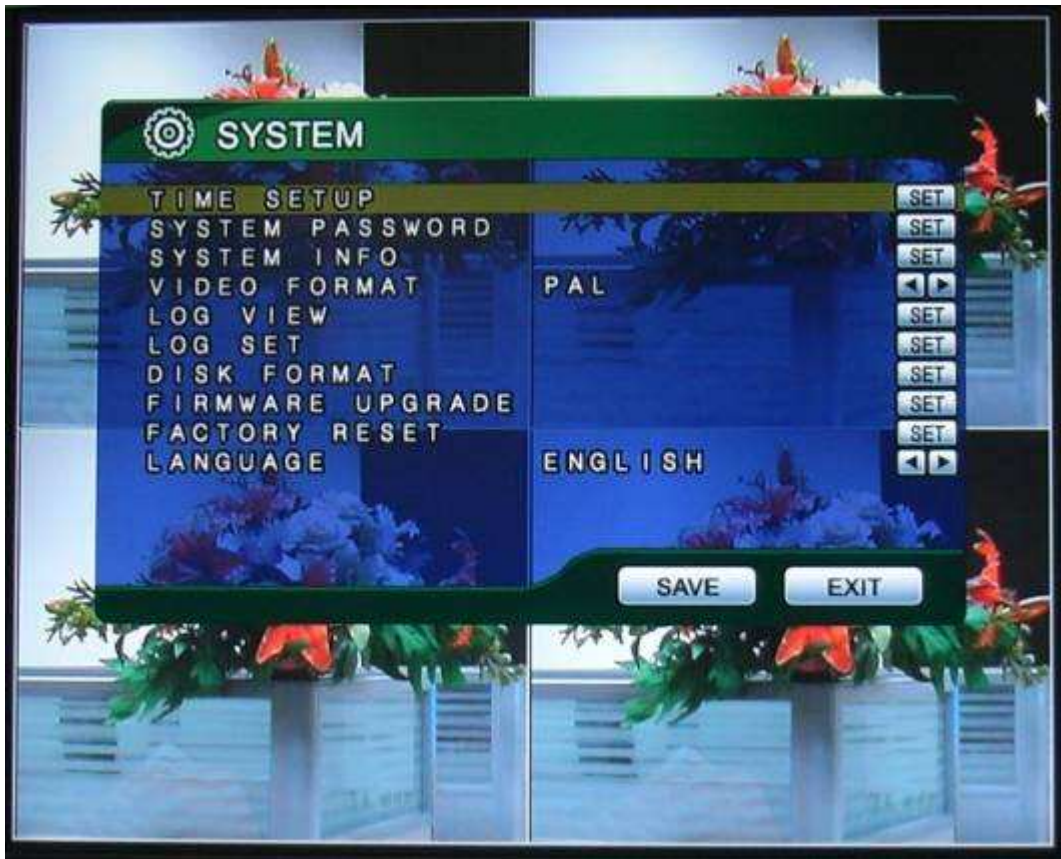 SYSTEM
TIME SETUP SET
SYSTEM PASSWORD SET
SYSTEM INFO SET
VIDEO FORMAT PAL
LOG VIEW SET
LOG SET SET
DISK FORMAT SET
FIRMWARE UPGRADE SET
FACTORY RESET SET
LANGUAGE ENGLISH
SAVE EXIT